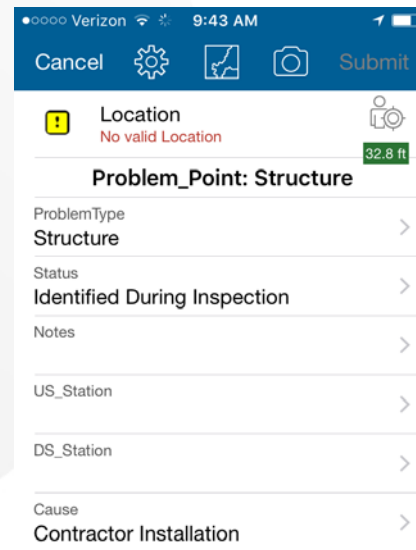 Verizon 9:43 AM
Cancel Submit
Location
No valid Location
32.8 ft
Problem_Point: Structure
ProblemType
Structure
Status
Identified During Inspection
Notes
US_Station
DS_Station
Cause
Contractor Installation